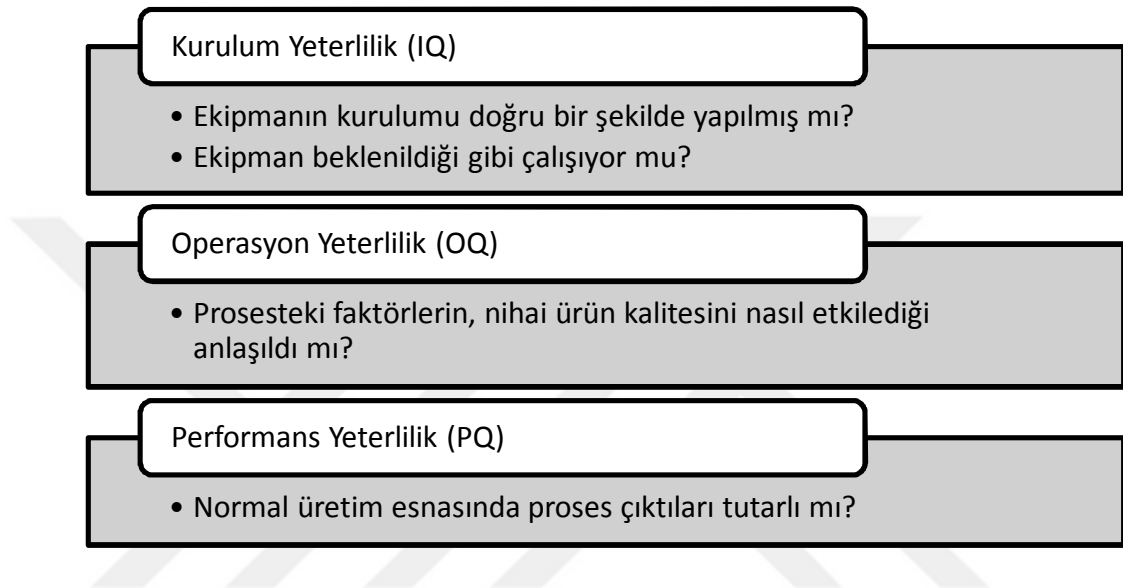 Kurulum Yeterlilik (IQ)
• Ekipmanın kurulumu doğru bir şekilde yapılmış mı?
• Ekipman beklenildiği gibi çalışıyor mu?
Operasyon Yeterlilik (OQ)
• Prosesteki faktörlerin, nihai ürün kalitesini nasıl etkilediği
anlaşıldı mı?
Performans Yeterlilik (PQ)
• Normal üretim esnasında proses çıktıları tutarlı mı?